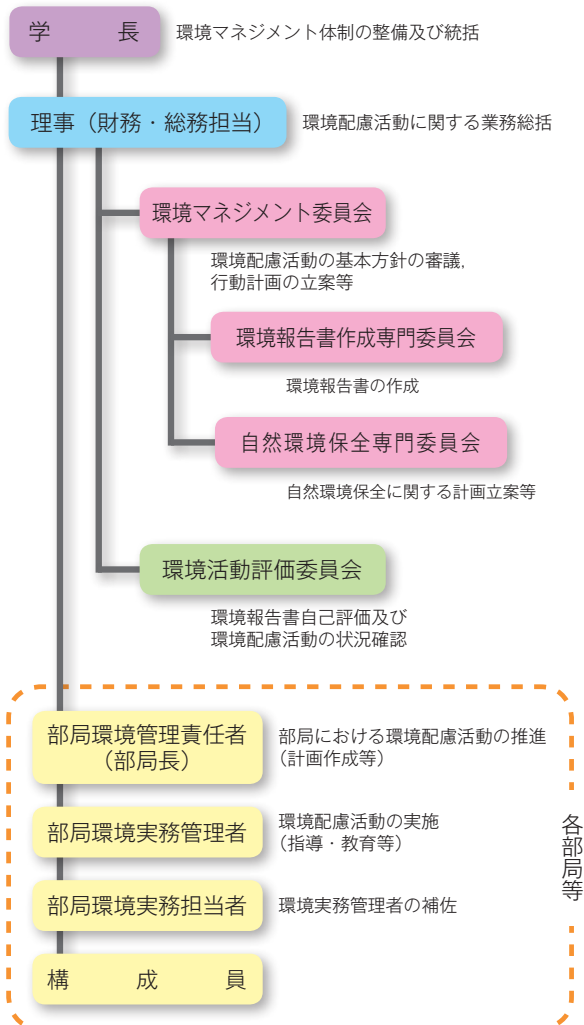 学長
環境マネジメント体制の整備及び統括
理事（財務・総務担当）
環境配慮活動に関する業務総括
環境マネジメント委員会
環境配慮活動の基本方針の審議，
行動計画の立案等
環境報告書作成専門委員会
環境報告書の作成
自然環境保全専門委員会
自然環境保全に関する計画立案等
環境活動評価委員会
環境報告書自己評価及び
環境配慮活動の状況確認
部局環境管理責任者
（部局長）
部局における環境配慮活動の推進
（計画作成等）
部局環境実務管理者
環境配慮活動の実施
（指導・教育等）
部局環境実務担当者
環境実務管理者の補佐
構成員
各部局等